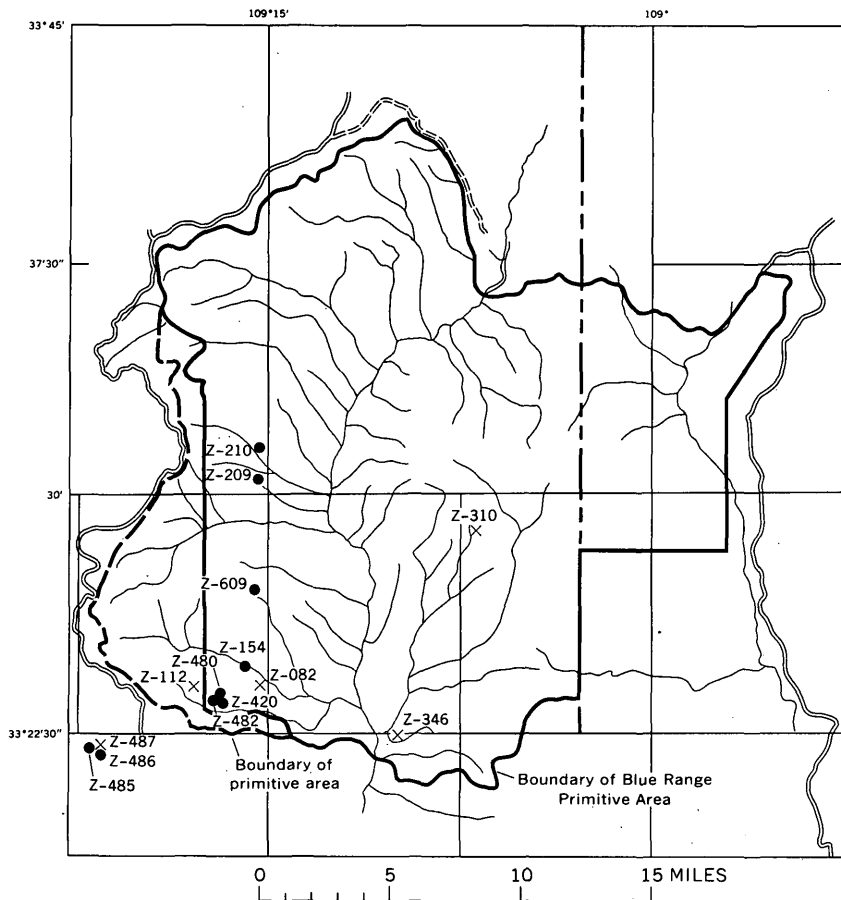 109°15'
109°
33°45'
37'30"
Z-210
Z-209
30'
Z-310
Z-609
Z-154
Z-480
Z-082
Z-112
Z-420
Z-482
Z-346
33°22'30"
Z-487
Z-486
Z-485
Boundary of
primitive area
Boundary of Blue Range
Primitive Area
0 5 10 15 MILES